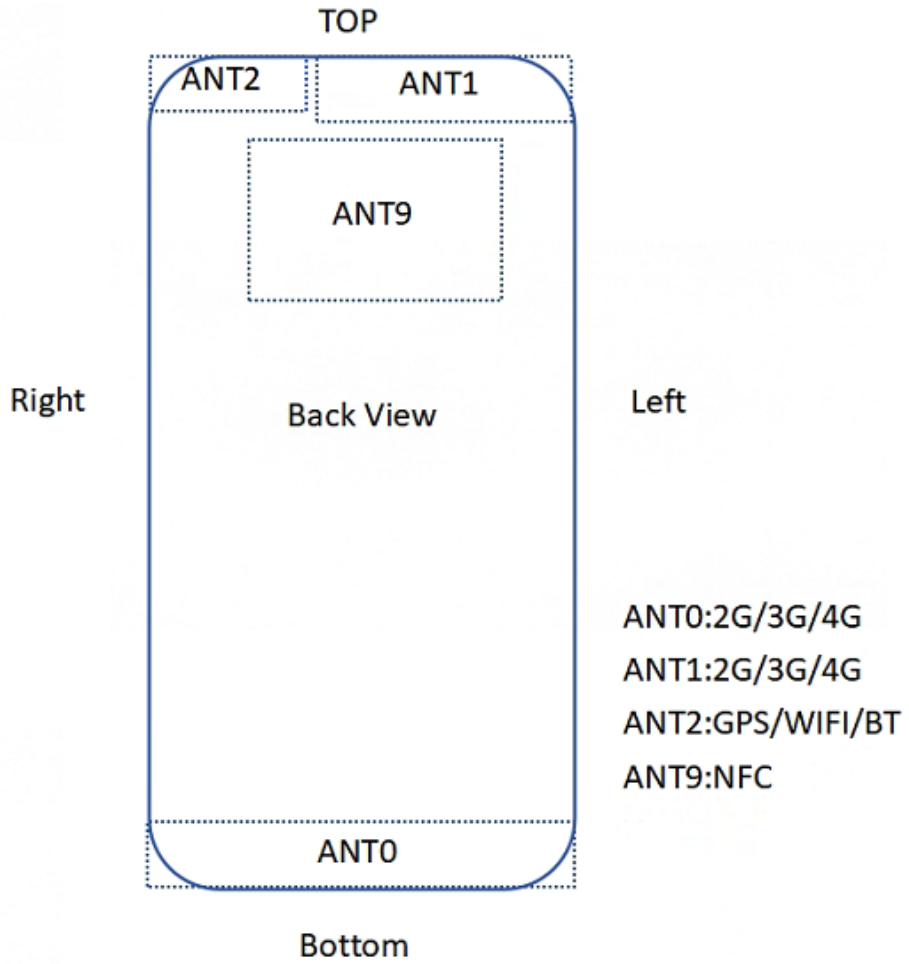 TOP
ANT2
ANT1
ANT9
Right
Back View
Left
ANT0:2G/3G/4G
ANT1:2G/3G/4G
ANT2:GPS/WIFI/BT
ANT9:NFC
ANT0
Bottom